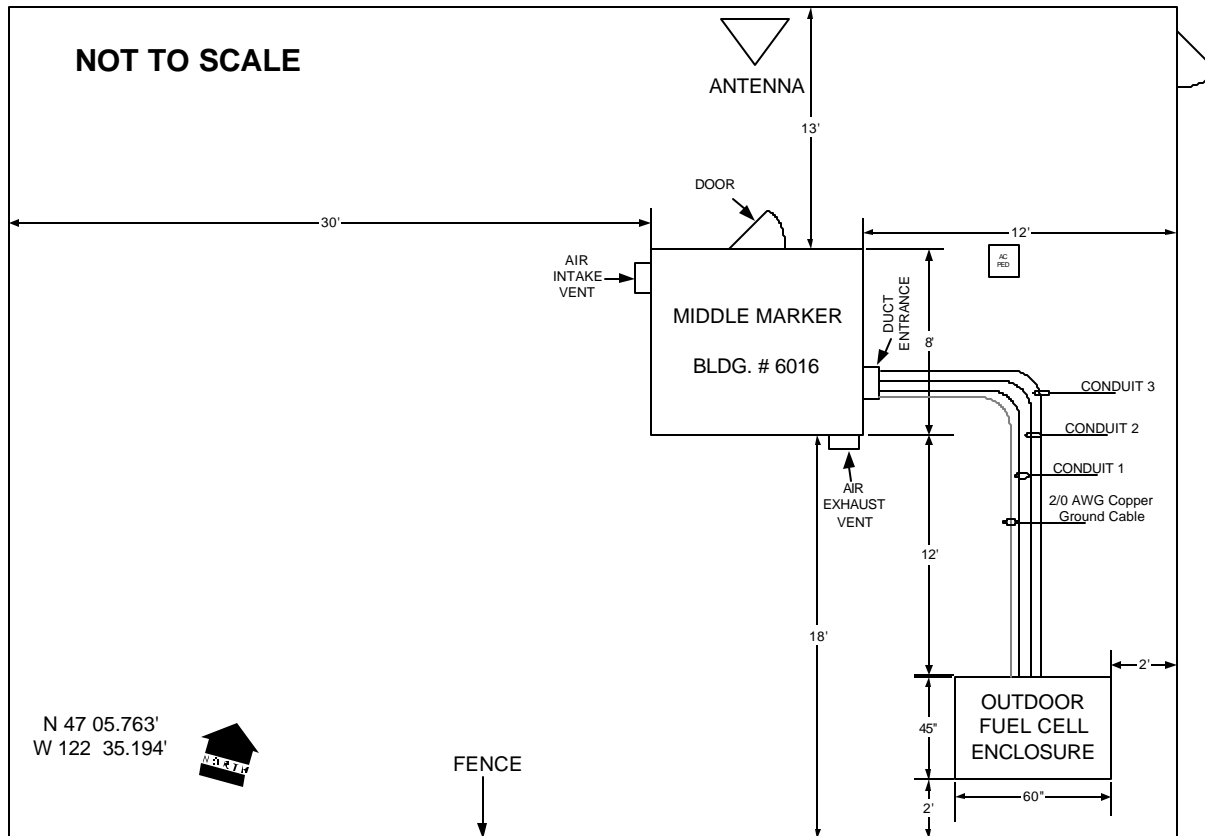 NOT TO SCALE
ANTENNA
13'
DOOR
30'
12'
AIR
INTAKE
VENT
AC
PED
DUCT
ENTRANCE
MIDDLE MARKER
BLDG. # 6016
8'
CONDUIT 3
CONDUIT 2
CONDUIT 1
2/0 AWG Copper
Ground Cable
AIR
EXHAUST
VENT
12'
18'
2'
OUTDOOR
FUEL CELL
ENCLOSURE
45"
60"
2'
N 47 05.763'
W 122 35.194'
NORTH
FENCE